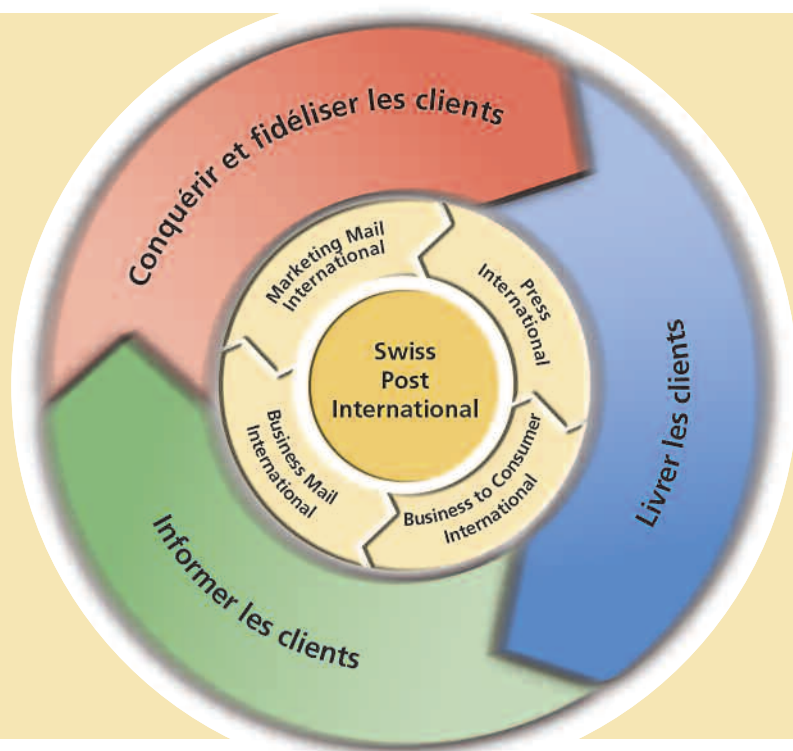 Conquérir et fidéliser les clients
Marketing Mail
International
Press
International
Swiss
Post
International
Livrer les clients
Business Mail
International
Business to Consumer
International
Informer les clients